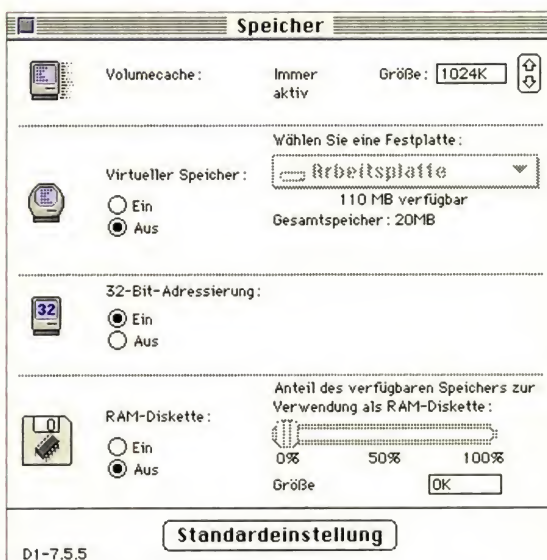 Speicher
Volumecache:
Immer
aktiv
Größe: 1024K
Wählen Sie eine Festplatte:
Virtueller Speicher:
Arbeitsplatte
Ein
Aus
110 MB verfügbar
Gesamtspeicher: 20MB
32-Bit-Adressierung:
32
Ein
Aus
Anteil des verfügbaren Speichers zur
Verwendung als RAM-Diskette:
RAM-Diskette:
Ein
Aus
0% 50% 100%
Größe 0K
Standardeinstellung
D1-7.5.5